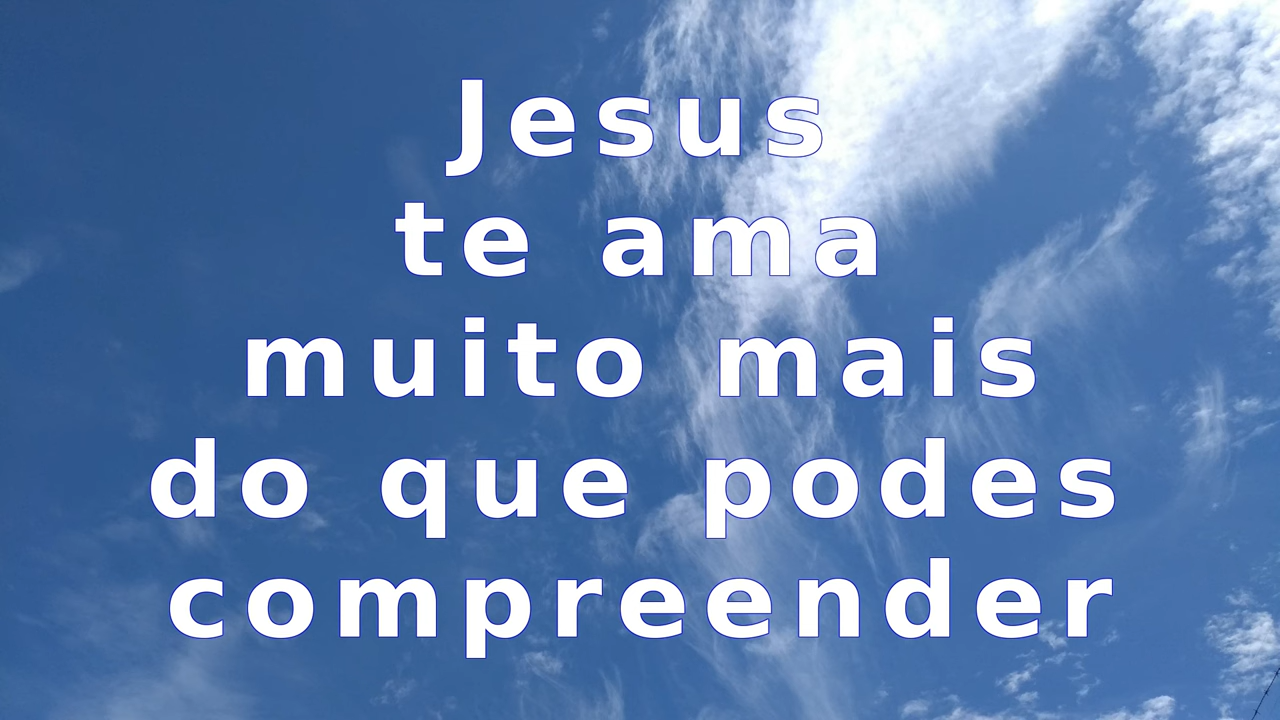 Jesus
te ama
muito mais
do que podes
compreender